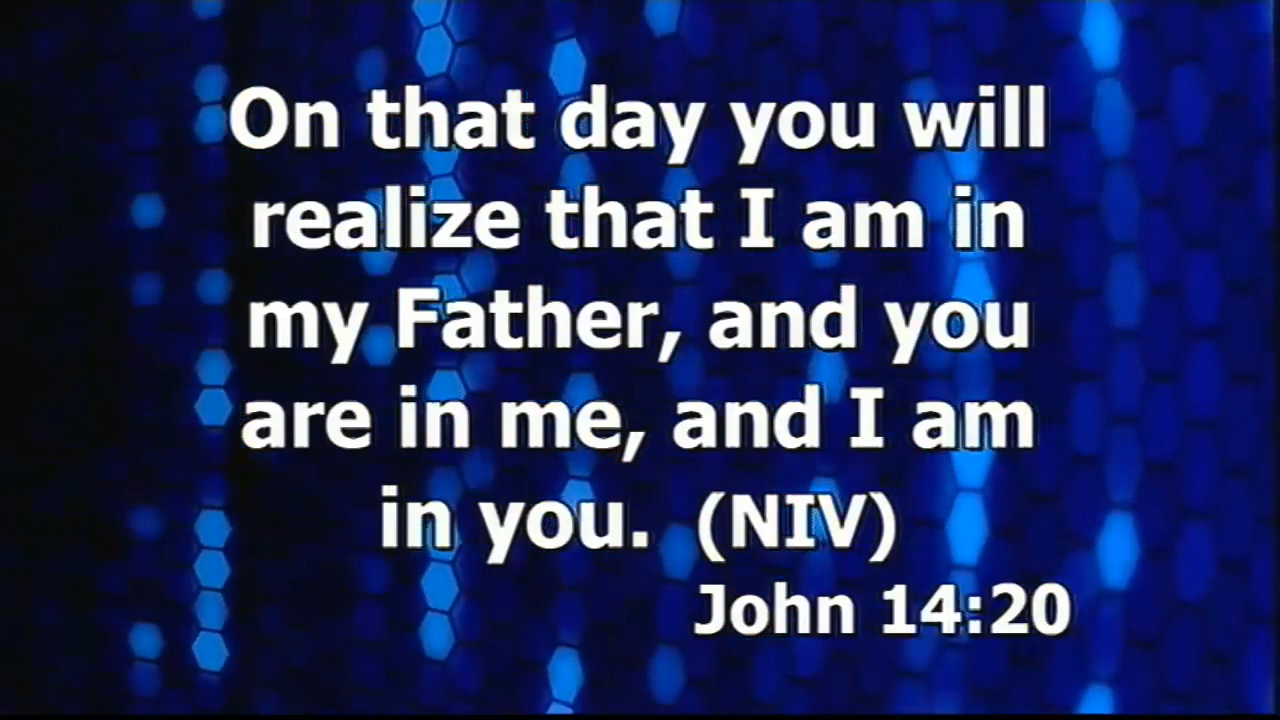 On that day you will
realize that I am in
my Father, and you
are in me, and I am
in you.  (NIV)
John 14:20